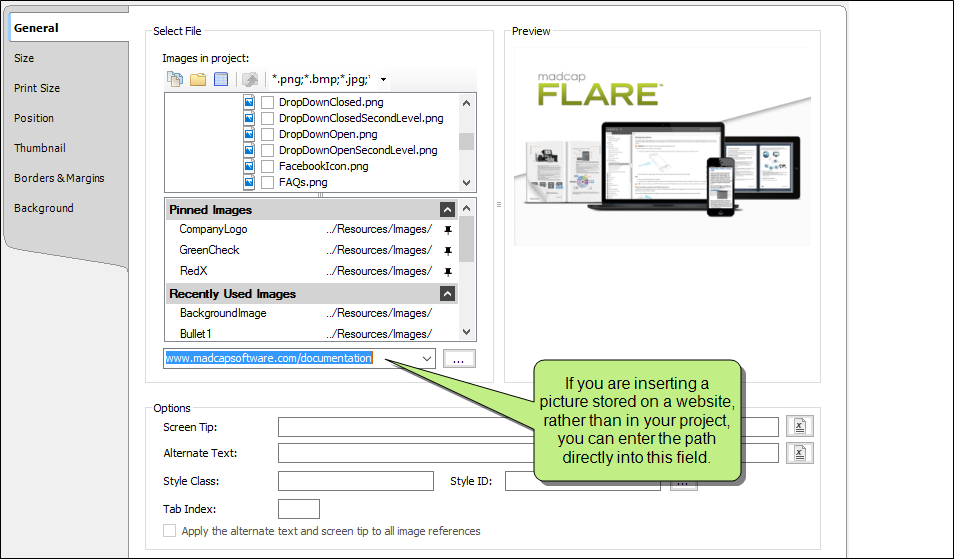 General
Size
Print Size
Position
Thumbnail
Borders & Margins
Background
Select File
Images in project:
*.png;*.bmp;*.jpg;*
DropDownClosed.png
DropDownClosedSecondLevel.png
DropDownOpen.png
DropDownOpenSecondLevel.png
FacebookIcon.png
FAQs.png
Pinned Images
CompanyLogo ../Resources/Images/
GreenCheck ../Resources/Images/
RedX ../Resources/Images/
Recently Used Images
BackgroundImage ../Resources/Images/
Bullet1 ../Resources/Images/
www.madcapsoftware.com/documentation
...
Preview
madcap
FLARE™
If you are inserting a
picture stored on a website,
rather than in your project,
you can enter the path
directly into this field.
Options
Screen Tip:
Alternate Text:
Style Class:
Style ID:
...
Tab Index:
Apply the alternate text and screen tip to all image references